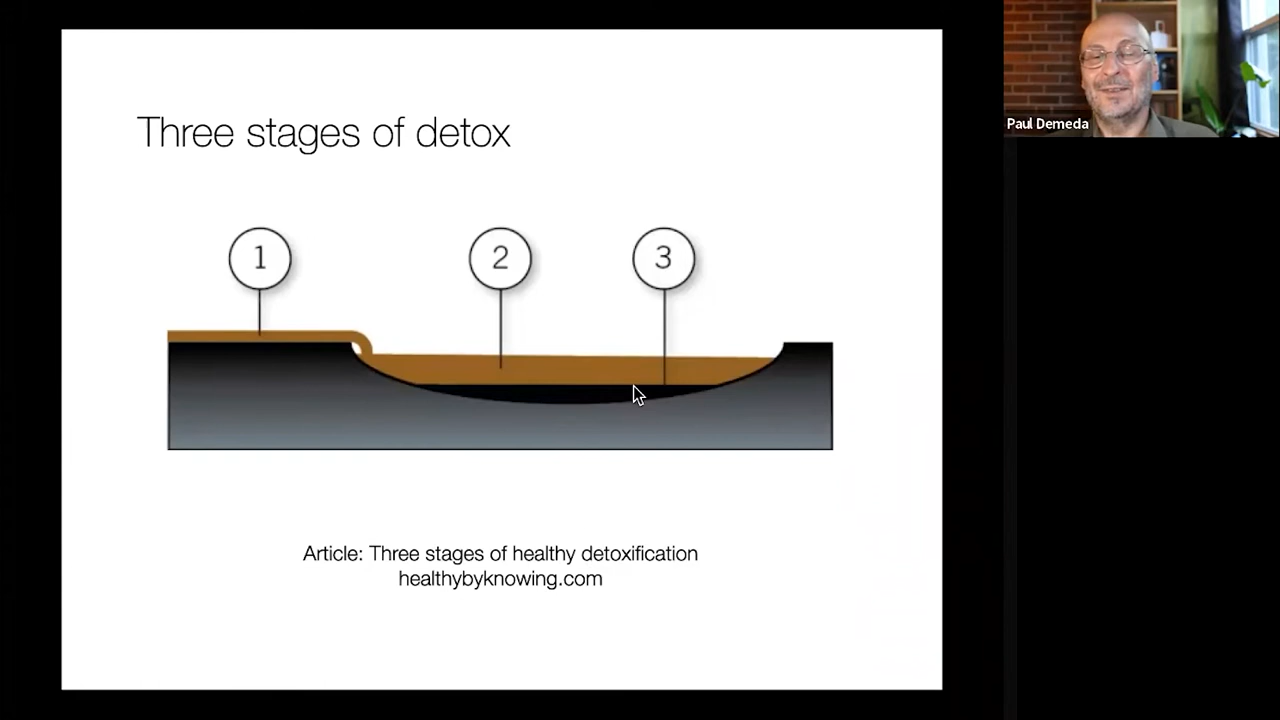 Three stages of detox
1
2
3
Article: Three stages of healthy detoxification
healthybyknowing.com
Paul Demeda